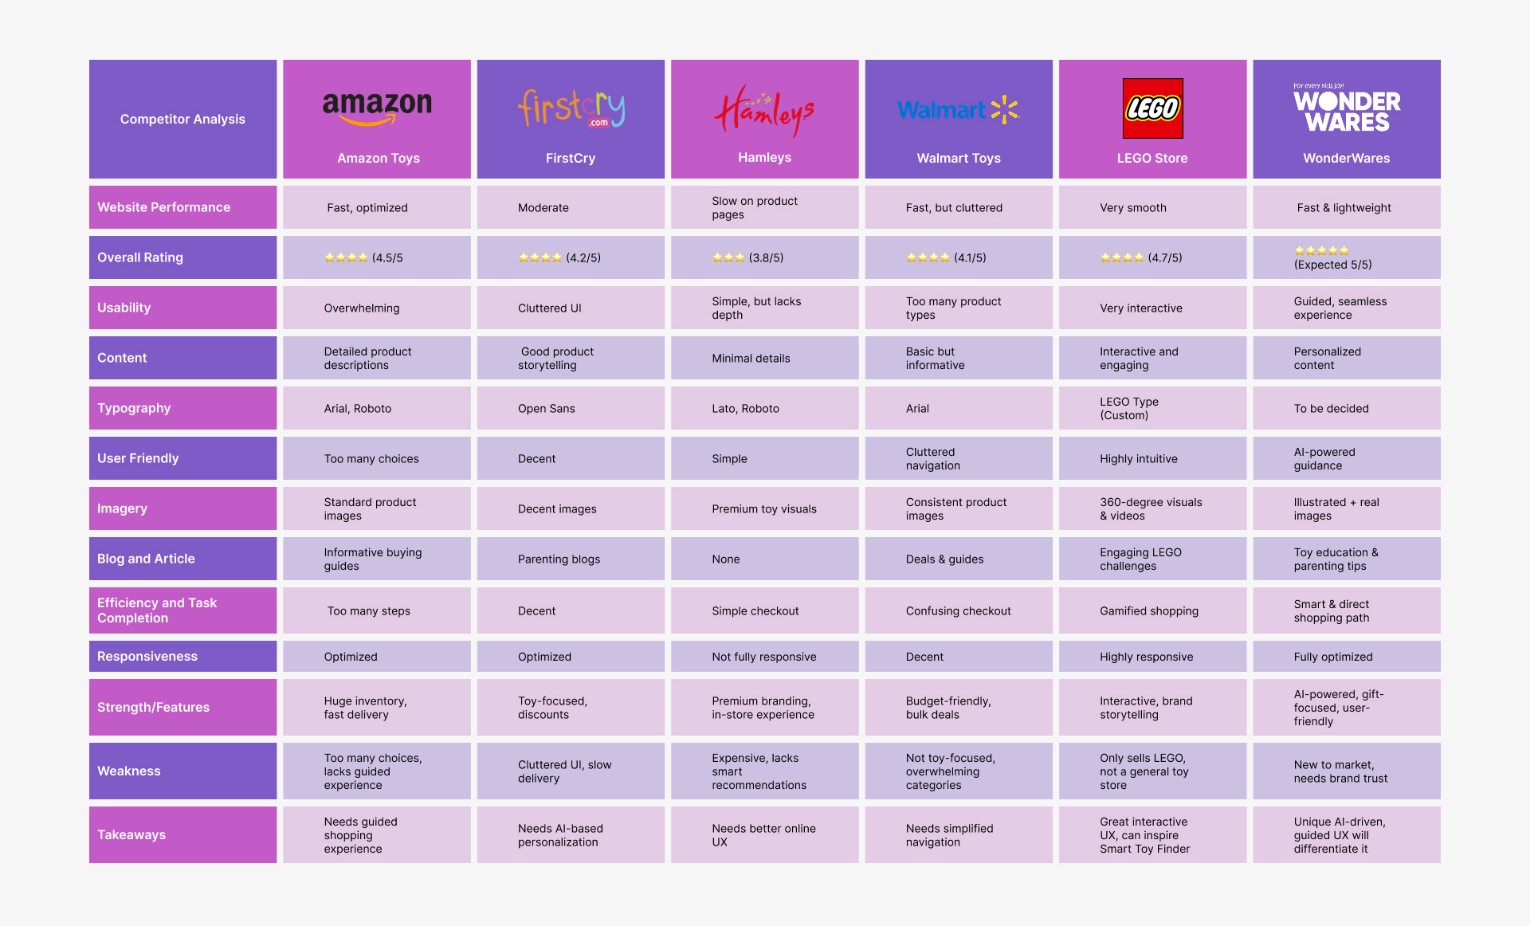 Competitor Analysis
amazon
Amazon Toys
firstcry
.com
FirstCry
Hamleys
Hamleys
Walmart
Walmart Toys
LEGO
LEGO Store
For every kids joy!
WONDER
WARES
WonderWares
Website Performance
Fast, optimized
Moderate
Slow on product
pages
Fast, but cluttered
Very smooth
Fast & lightweight
Overall Rating
⭐⭐⭐⭐ (4.5/5
⭐⭐⭐⭐ (4.2/5)
⭐⭐⭐ (3.8/5)
⭐⭐⭐⭐ (4.1/5)
⭐⭐⭐⭐ (4.7/5)
⭐⭐⭐⭐⭐
(Expected 5/5)
Usability
Overwhelming
Cluttered UI
Simple, but lacks
depth
Too many product
types
Very interactive
Guided, seamless
experience
Content
Detailed product
descriptions
Good product
storytelling
Minimal details
Basic but
informative
Interactive and
engaging
Personalized
content
Typography
Arial, Roboto
Open Sans
Lato, Roboto
Arial
LEGO Type
(Custom)
To be decided
User Friendly
Too many choices
Decent
Simple
Cluttered
navigation
Highly intuitive
AI-powered
guidance
Imagery
Standard product
images
Decent images
Premium toy visuals
Consistent product
images
360-degree visuals
& videos
Illustrated + real
images
Blog and Article
Informative buying
guides
Parenting blogs
None
Deals & guides
Engaging LEGO
challenges
Toy education &
parenting tips
Efficiency and Task
Completion
Too many steps
Decent
Simple checkout
Confusing checkout
Gamified shopping
Smart & direct
shopping path
Responsiveness
Optimized
Optimized
Not fully responsive
Decent
Highly responsive
Fully optimized
Strength/Features
Huge inventory,
fast delivery
Toy-focused,
discounts
Premium branding,
in-store experience
Budget-friendly,
bulk deals
Interactive, brand
storytelling
AI-powered, gift-
focused, user-
friendly
Weakness
Too many choices,
lacks guided
experience
Cluttered UI, slow
delivery
Expensive, lacks
smart
recommendations
Not toy-focused,
overwhelming
categories
Only sells LEGO,
not a general toy
store
New to market,
needs brand trust
Takeaways
Needs guided
shopping
experience
Needs AI-based
personalization
Needs better online
UX
Needs simplified
navigation
Great interactive
UX, can inspire
Smart Toy Finder
Unique AI-driven,
guided UX will
differentiate it